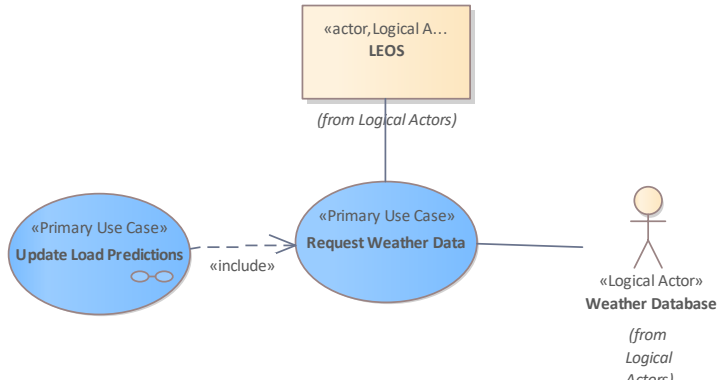 «actor,Logical A...
LEOS
(from Logical Actors)
«Primary Use Case»
Update Load Predictions
«include»
«Primary Use Case»
Request Weather Data
«Logical Actor»
Weather Database
(from
Logical
Actors)